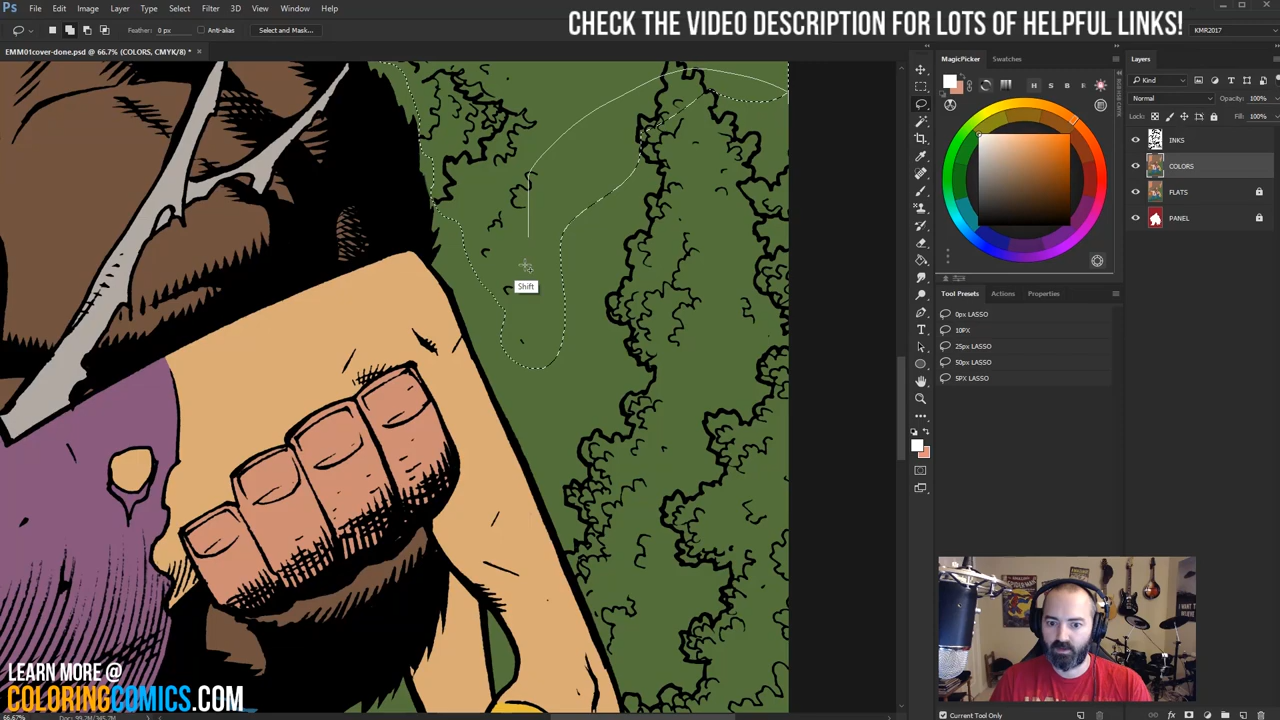 CHECK THE VIDEO DESCRIPTION FOR LOTS OF HELPFUL LINKS!
Ps File Edit Image Layer Type Select Filter 3D View Window Help
Feather: 0 px Anti-alias Select and Mask... KMR2017
EMM01cover-done.psd @ 66.7% (COLORS, CMYK/8) * ×
MagicPicker Swatches
H S B
Layers
Kind
Normal Opacity: 100%
Lock: Fill: 100%
INKS
COLORS
FLATS
PANEL
Tool Presets Actions Properties
0px LASSO
10PX
25px LASSO
50px LASSO
5PX LASSO
Shift
Current Tool Only
LEARN MORE @
COLORINGCOMICS.COM
66.67%